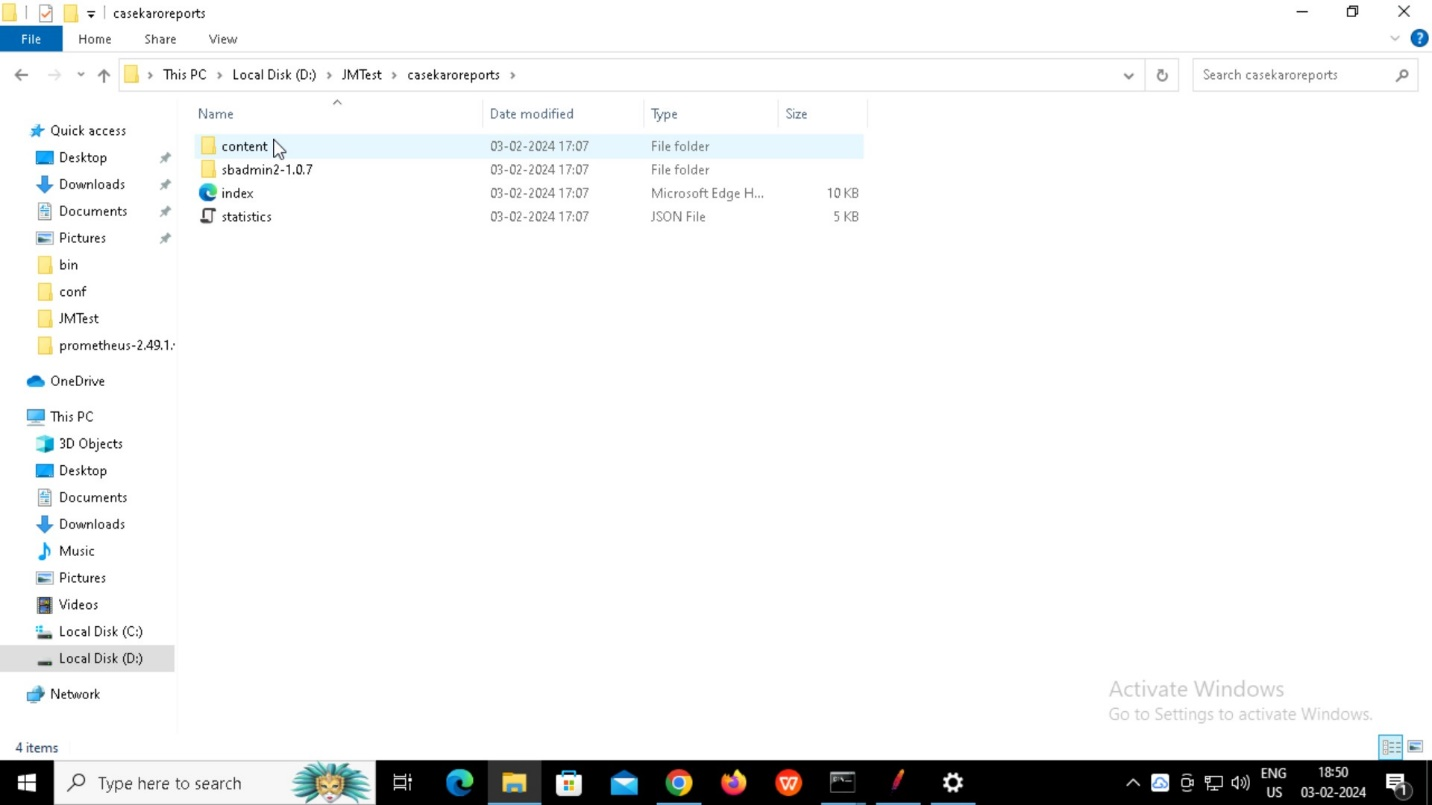 casekaroreports
File Home Share View
This PC Local Disk (D:) JMTest casekaroreports
Search casekaroreports
Name Date modified Type Size
content 03-02-2024 17:07 File folder
sbadmin2-1.0.7 03-02-2024 17:07 File folder
index 03-02-2024 17:07 Microsoft Edge H... 10 KB
statistics 03-02-2024 17:07 JSON File 5 KB
Quick access
Desktop
Downloads
Documents
Pictures
bin
conf
JMTest
prometheus-2.49.1.
OneDrive
This PC
3D Objects
Desktop
Documents
Downloads
Music
Pictures
Videos
Local Disk (C:)
Local Disk (D:)
Network
Activate Windows
Go to Settings to activate Windows.
4 items
Type here to search
ENG
US
18:50
03-02-2024
1